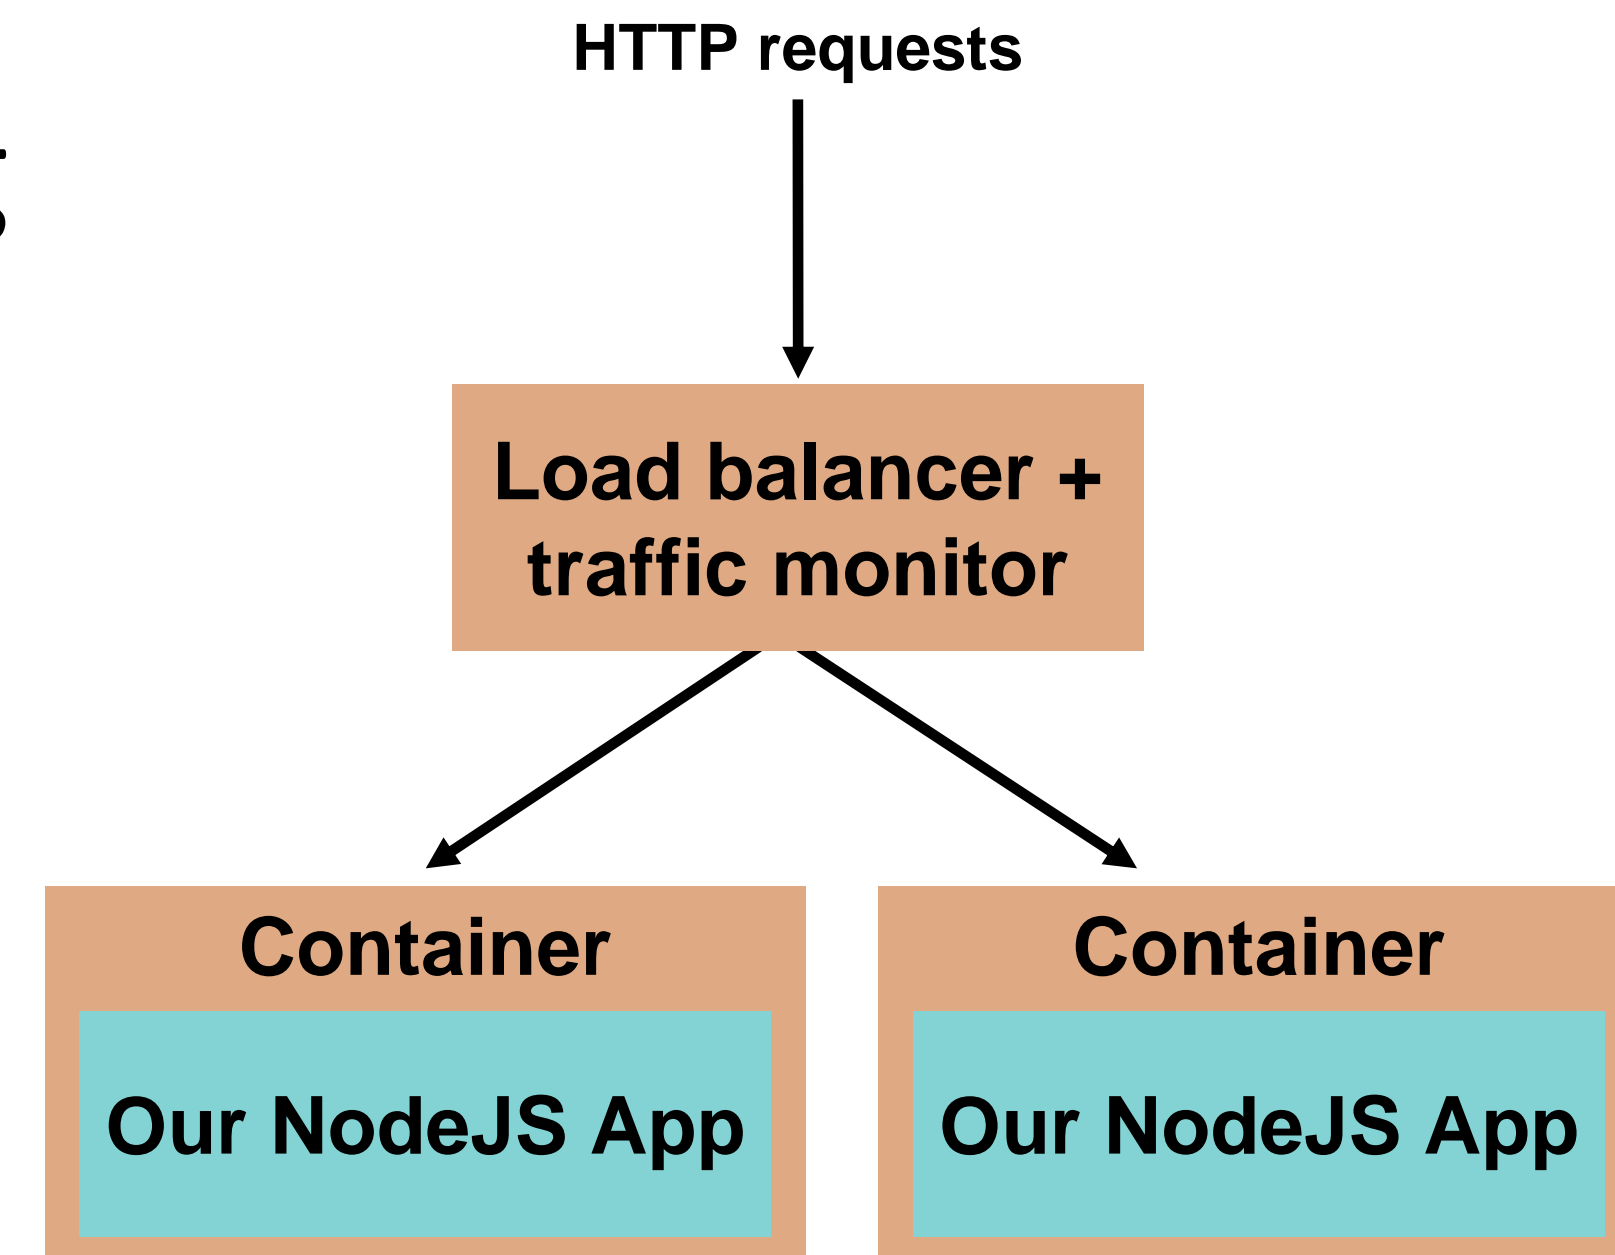 HTTP requests
Load balancer +
traffic monitor
Container
Our NodeJS App
Container
Our NodeJS App